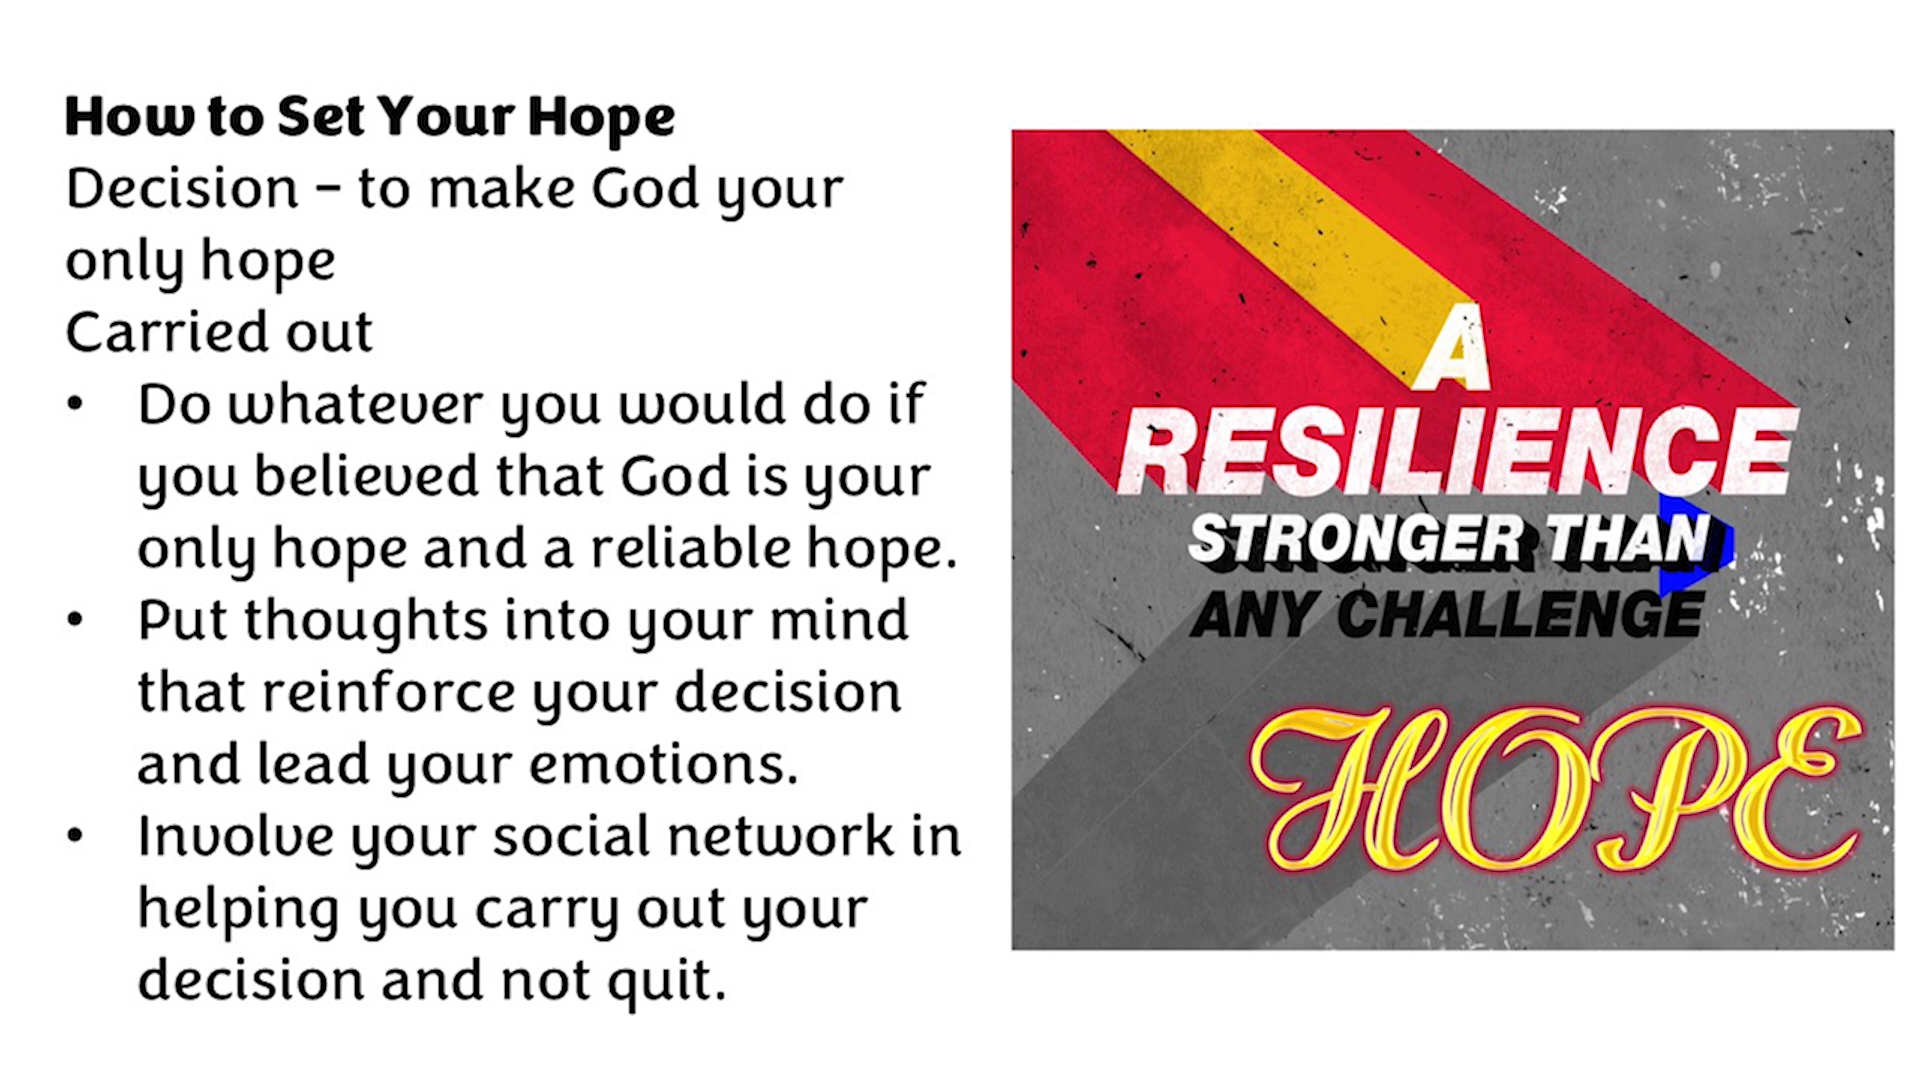 How to Set Your Hope
Decision – to make God your
only hope
Carried out
• Do whatever you would do if
you believed that God is your
only hope and a reliable hope.
• Put thoughts into your mind
that reinforce your decision
and lead your emotions.
• Involve your social network in
helping you carry out your
decision and not quit.
A
RESILIENCE
STRONGER THAN
ANY CHALLENGE
HOPE